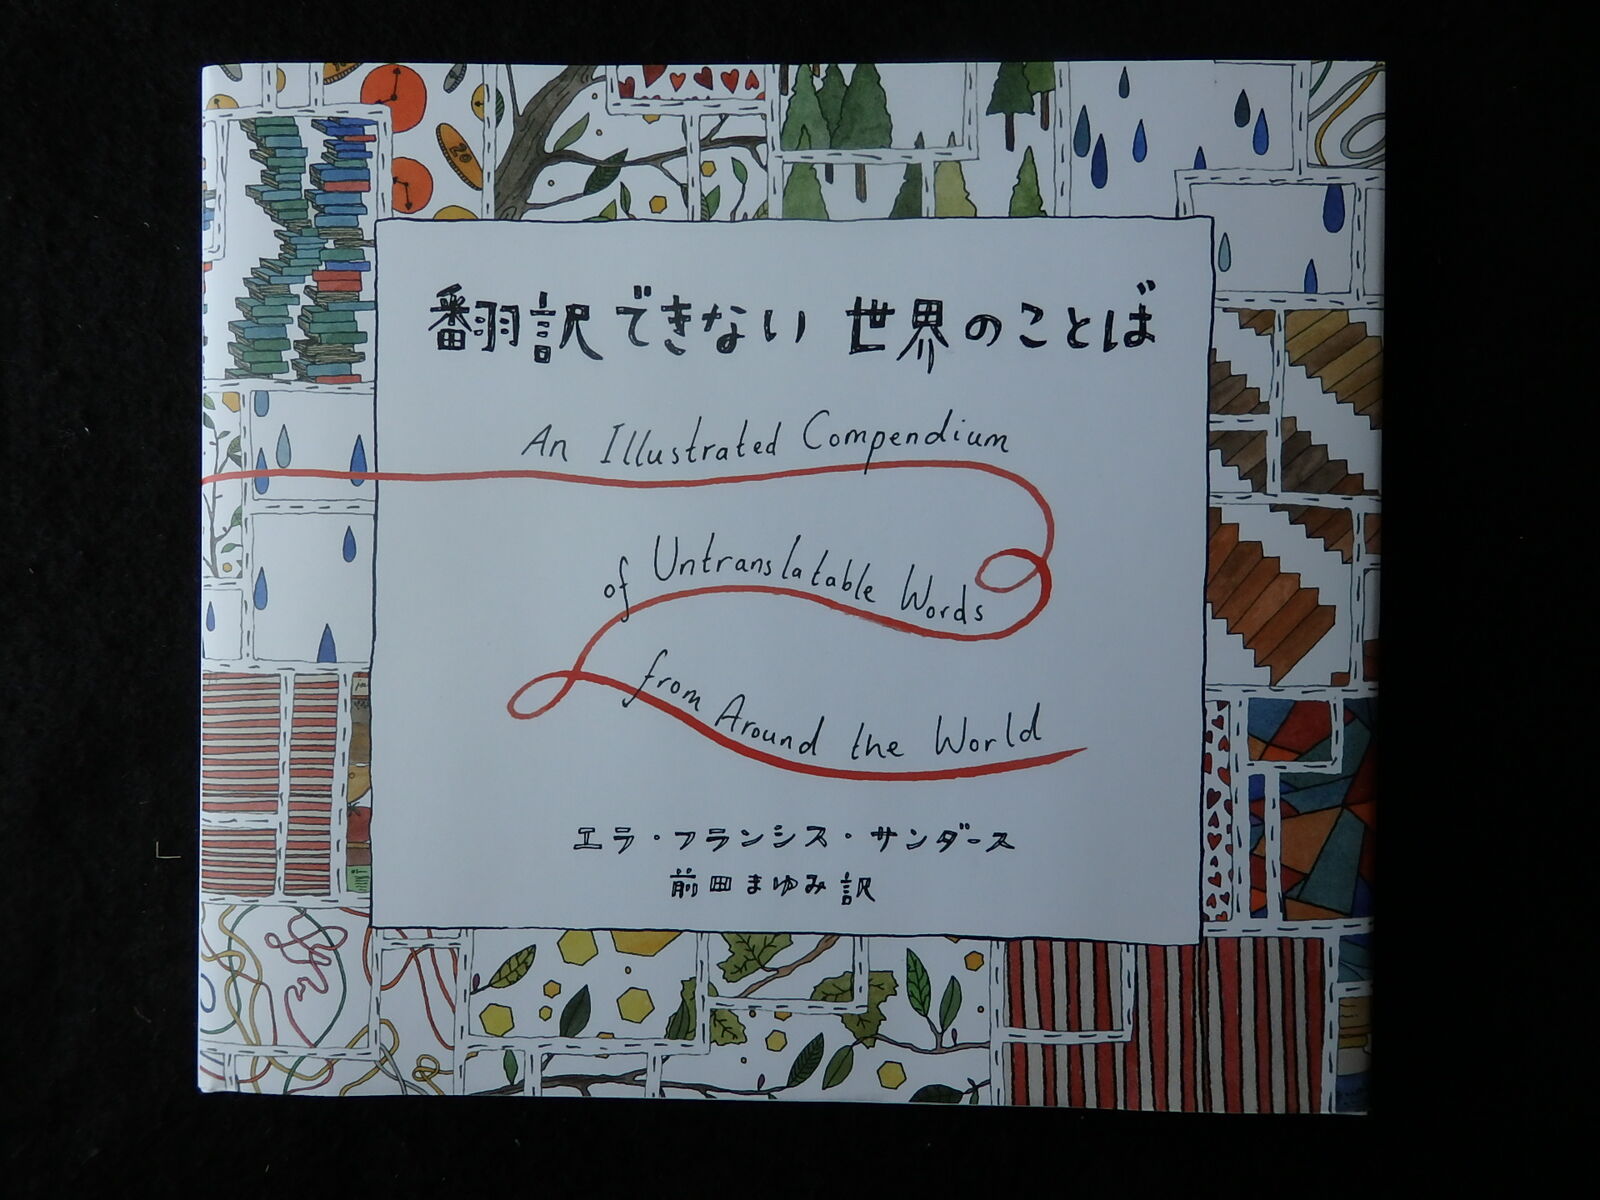 翻訳できない 世界のことば
An Illustrated Compendium
of Untranslatable Words
from Around the World
エラ・フランシス・サンダース
前田まゆみ訳
20